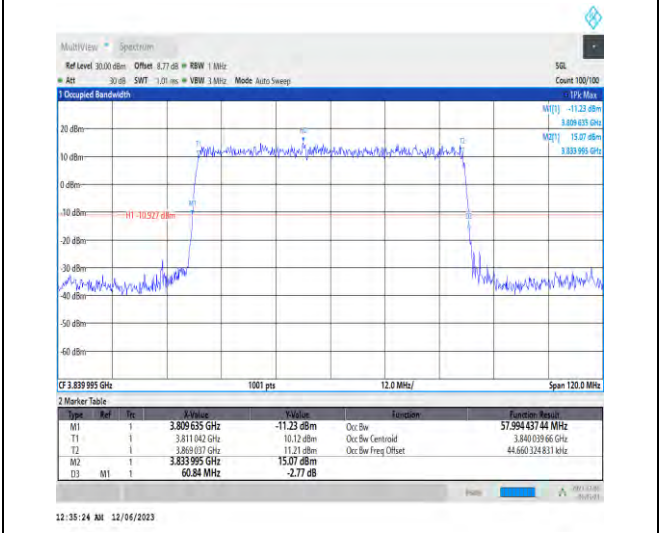 MultiView Spectrum
Ref Level 30.00 dBm Offset 8.77 dB RBW 1 MHz SGL
Att 30 dB SWT 1.01 ms VBW 3 MHz Mode Auto Sweep Count 100/100
1 Occupied Bandwidth 1Pk Max
M1[1] -11.23 dBm
3.809 635 GHz
M2[1] 15.07 dBm
3.833 995 GHz
20 dBm
T1 M2 T2
10 dBm
0 dBm
M1
-10 dBm H1 -10.927 dBm D3
-20 dBm
-30 dBm
-40 dBm
-50 dBm
-60 dBm
CF 3.839 995 GHz 1001 pts 12.0 MHz/ Span 120.0 MHz
2 Marker Table
Type Ref Trc X-Value Y-Value Function Function Result
M1 1 3.809 635 GHz -11.23 dBm Occ Bw 57.994 437 44 MHz
T1 1 3.811 042 GHz 10.12 dBm Occ Bw Centroid 3.840 039 66 GHz
T2 1 3.869 037 GHz 11.21 dBm Occ Bw Freq Offset 44.660 324 831 kHz
M2 1 3.833 995 GHz 15.07 dBm
D3 M1 1 60.84 MHz -2.77 dB
12:35:24 AM 12/06/2023